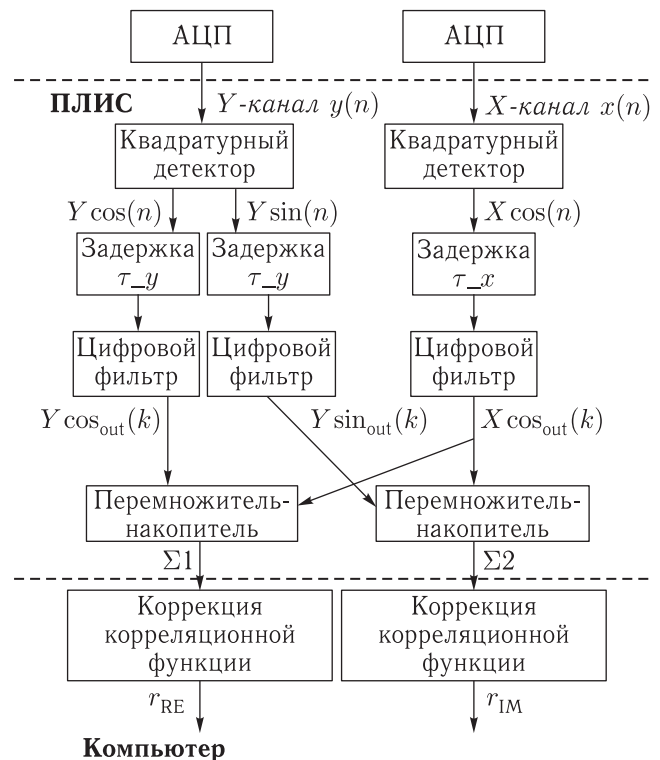 АЦП
АЦП
ПЛИС
Y-канал y(n)
X-канал x(n)
Квадратурный
детектор
Квадратурный
детектор
Y cos(n)
Y sin(n)
X cos(n)
Задержка
τ_y
Задержка
τ_y
Задержка
τ_x
Цифровой
фильтр
Цифровой
фильтр
Цифровой
фильтр
Y cos_out(k)
Y sin_out(k)
X cos_out(k)
Перемножитель-
накопитель
Перемножитель-
накопитель
Σ1
Σ2
Коррекция
корреляционной
функции
Коррекция
корреляционной
функции
r_RE
r_IM
Компьютер